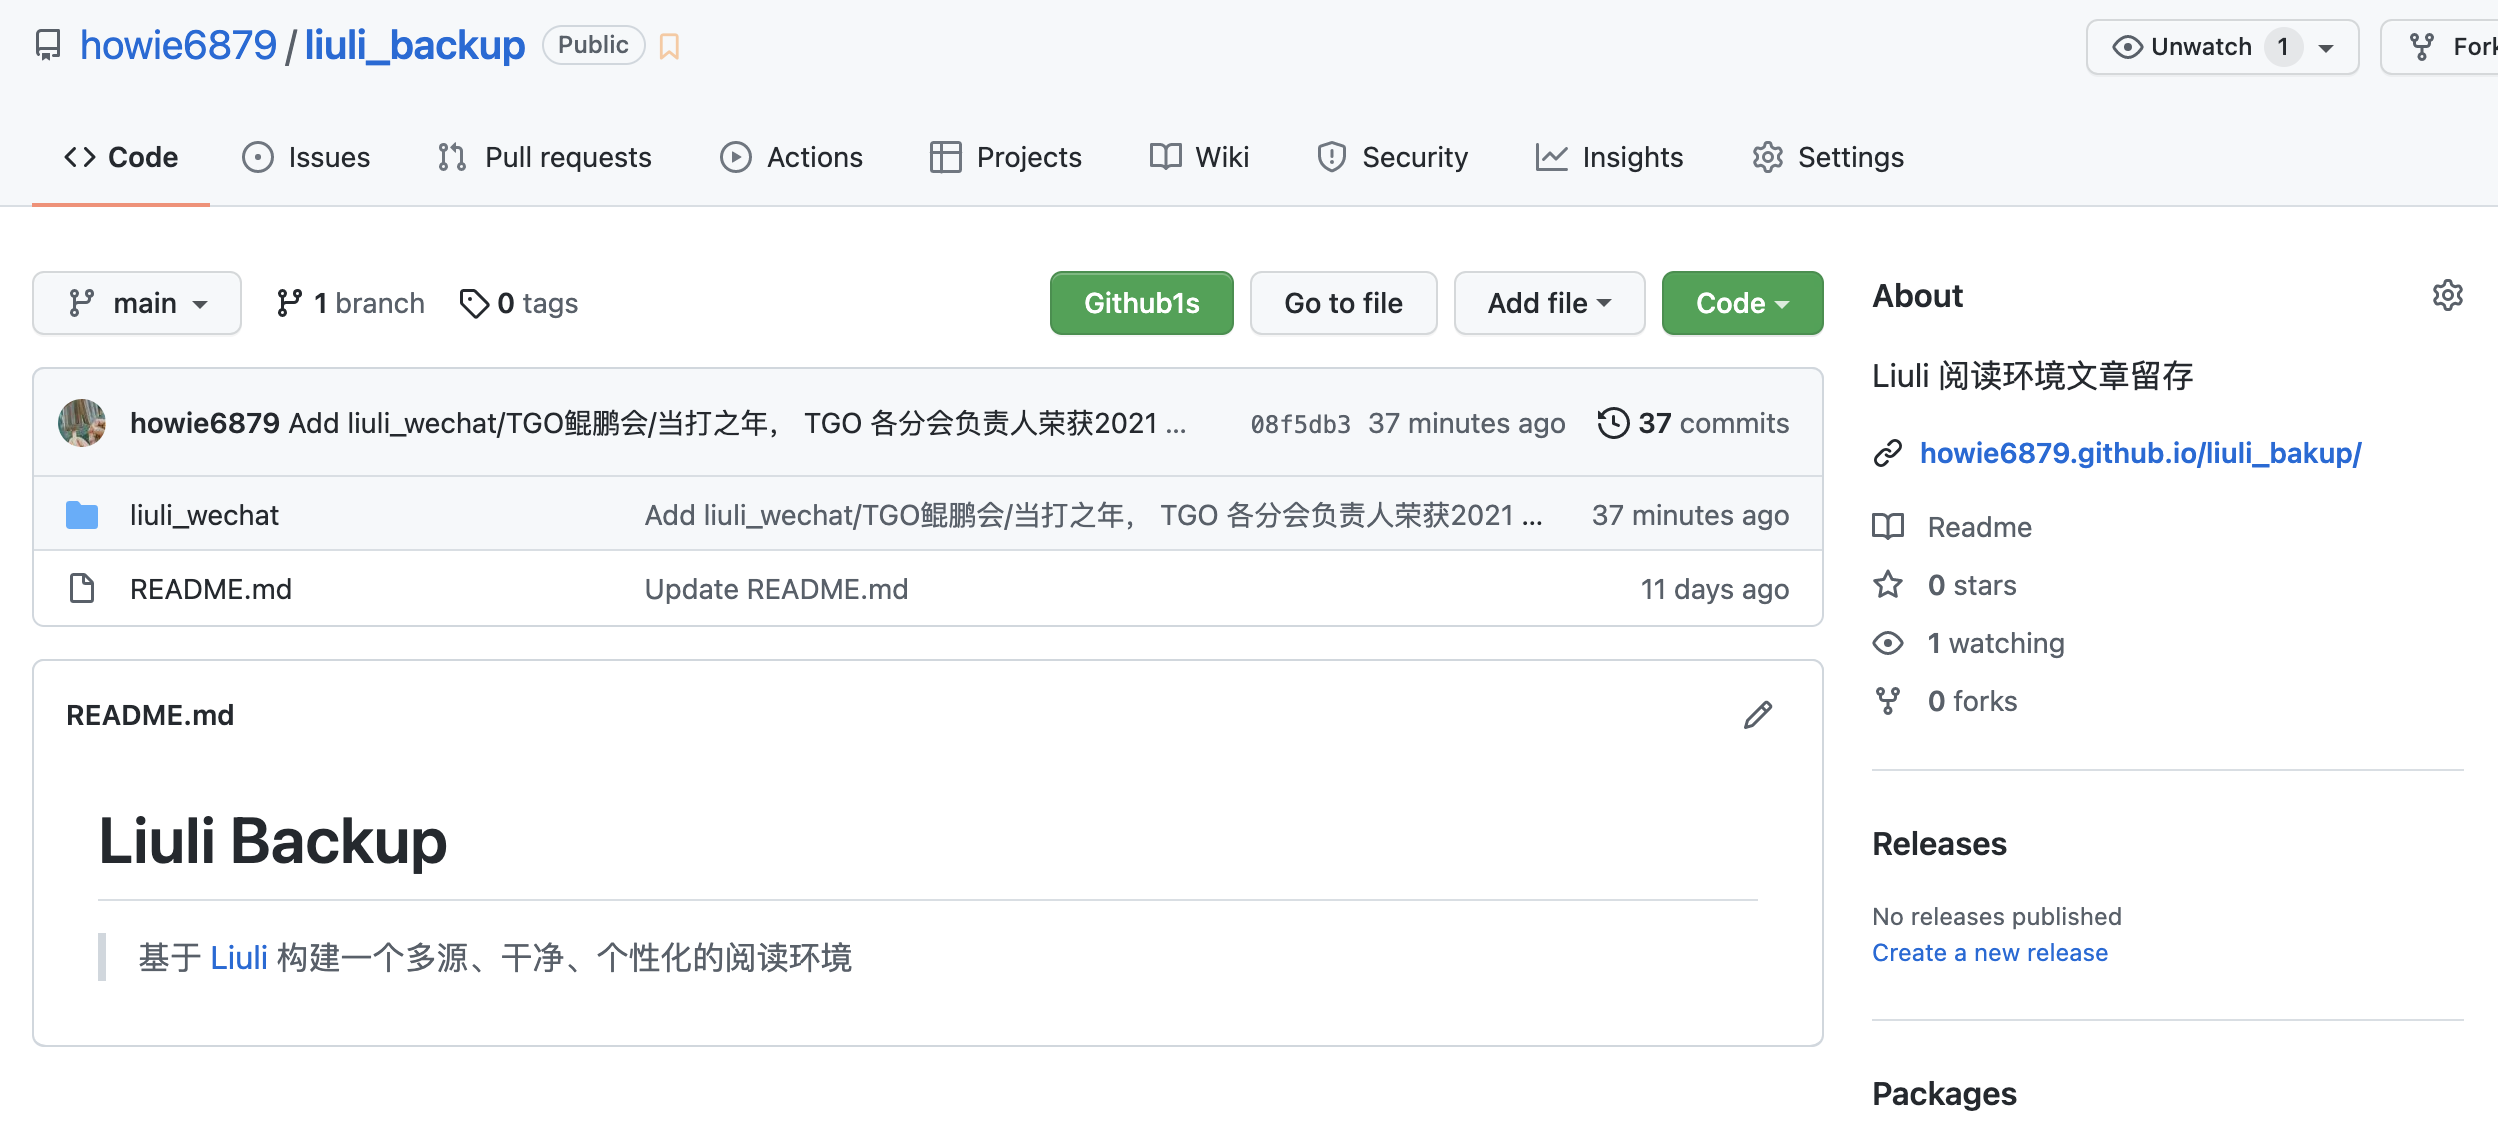 howie6879 / liuli_backup Public Unwatch 1 Fork
Code Issues Pull requests Actions Projects Wiki Security Insights Settings
main 1 branch 0 tags Github1s Go to file Add file Code
howie6879 Add liuli_wechat/TGO鲲鹏会/当打之年， TGO 各分会负责人荣获2021 ... 08f5db3 37 minutes ago 37 commits
liuli_wechat Add liuli_wechat/TGO鲲鹏会/当打之年， TGO 各分会负责人荣获2021 ... 37 minutes ago
README.md Update README.md 11 days ago
README.md
Liuli Backup
基于 Liuli 构建一个多源、干净、个性化的阅读环境
About
Liuli 阅读环境文章留存
howie6879.github.io/liuli_bakup/
Readme
0 stars
1 watching
0 forks
Releases
No releases published
Create a new release
Packages